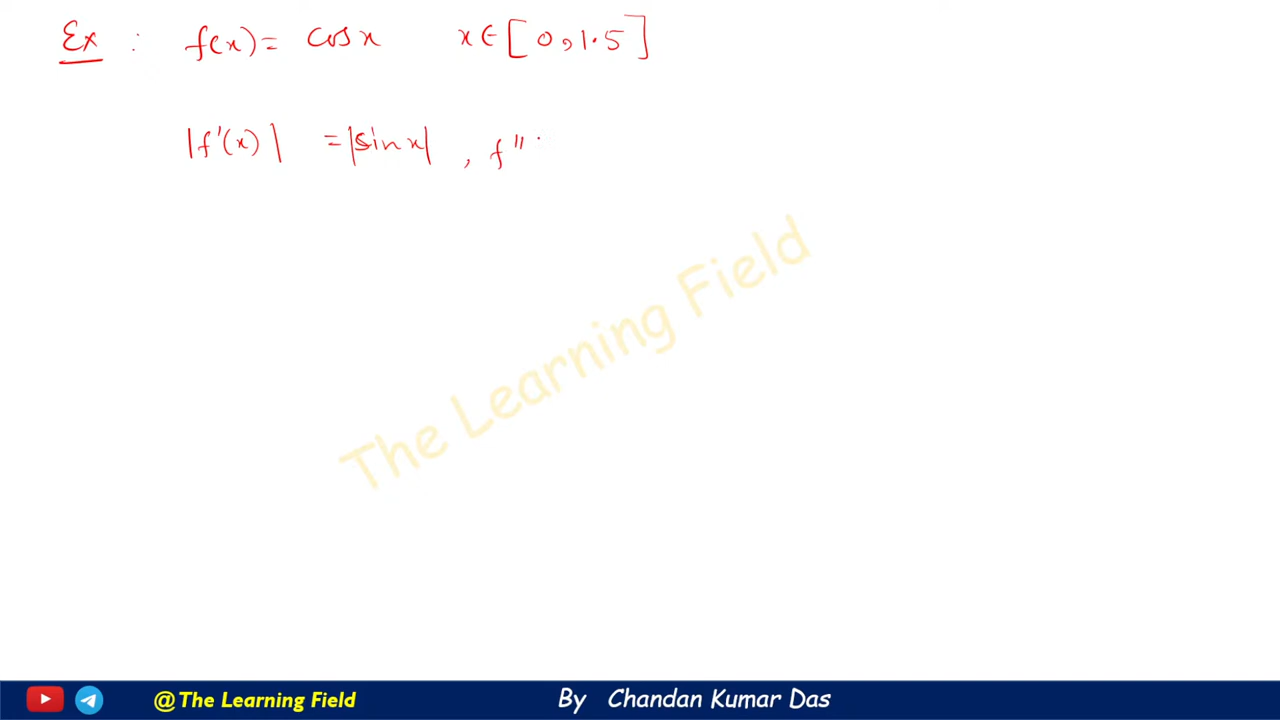 Ex : f(x) = cos x x ∈ [0, 1.5]
|f'(x)| = |sin x| , f''
The Learning Field
@The Learning Field By Chandan Kumar Das